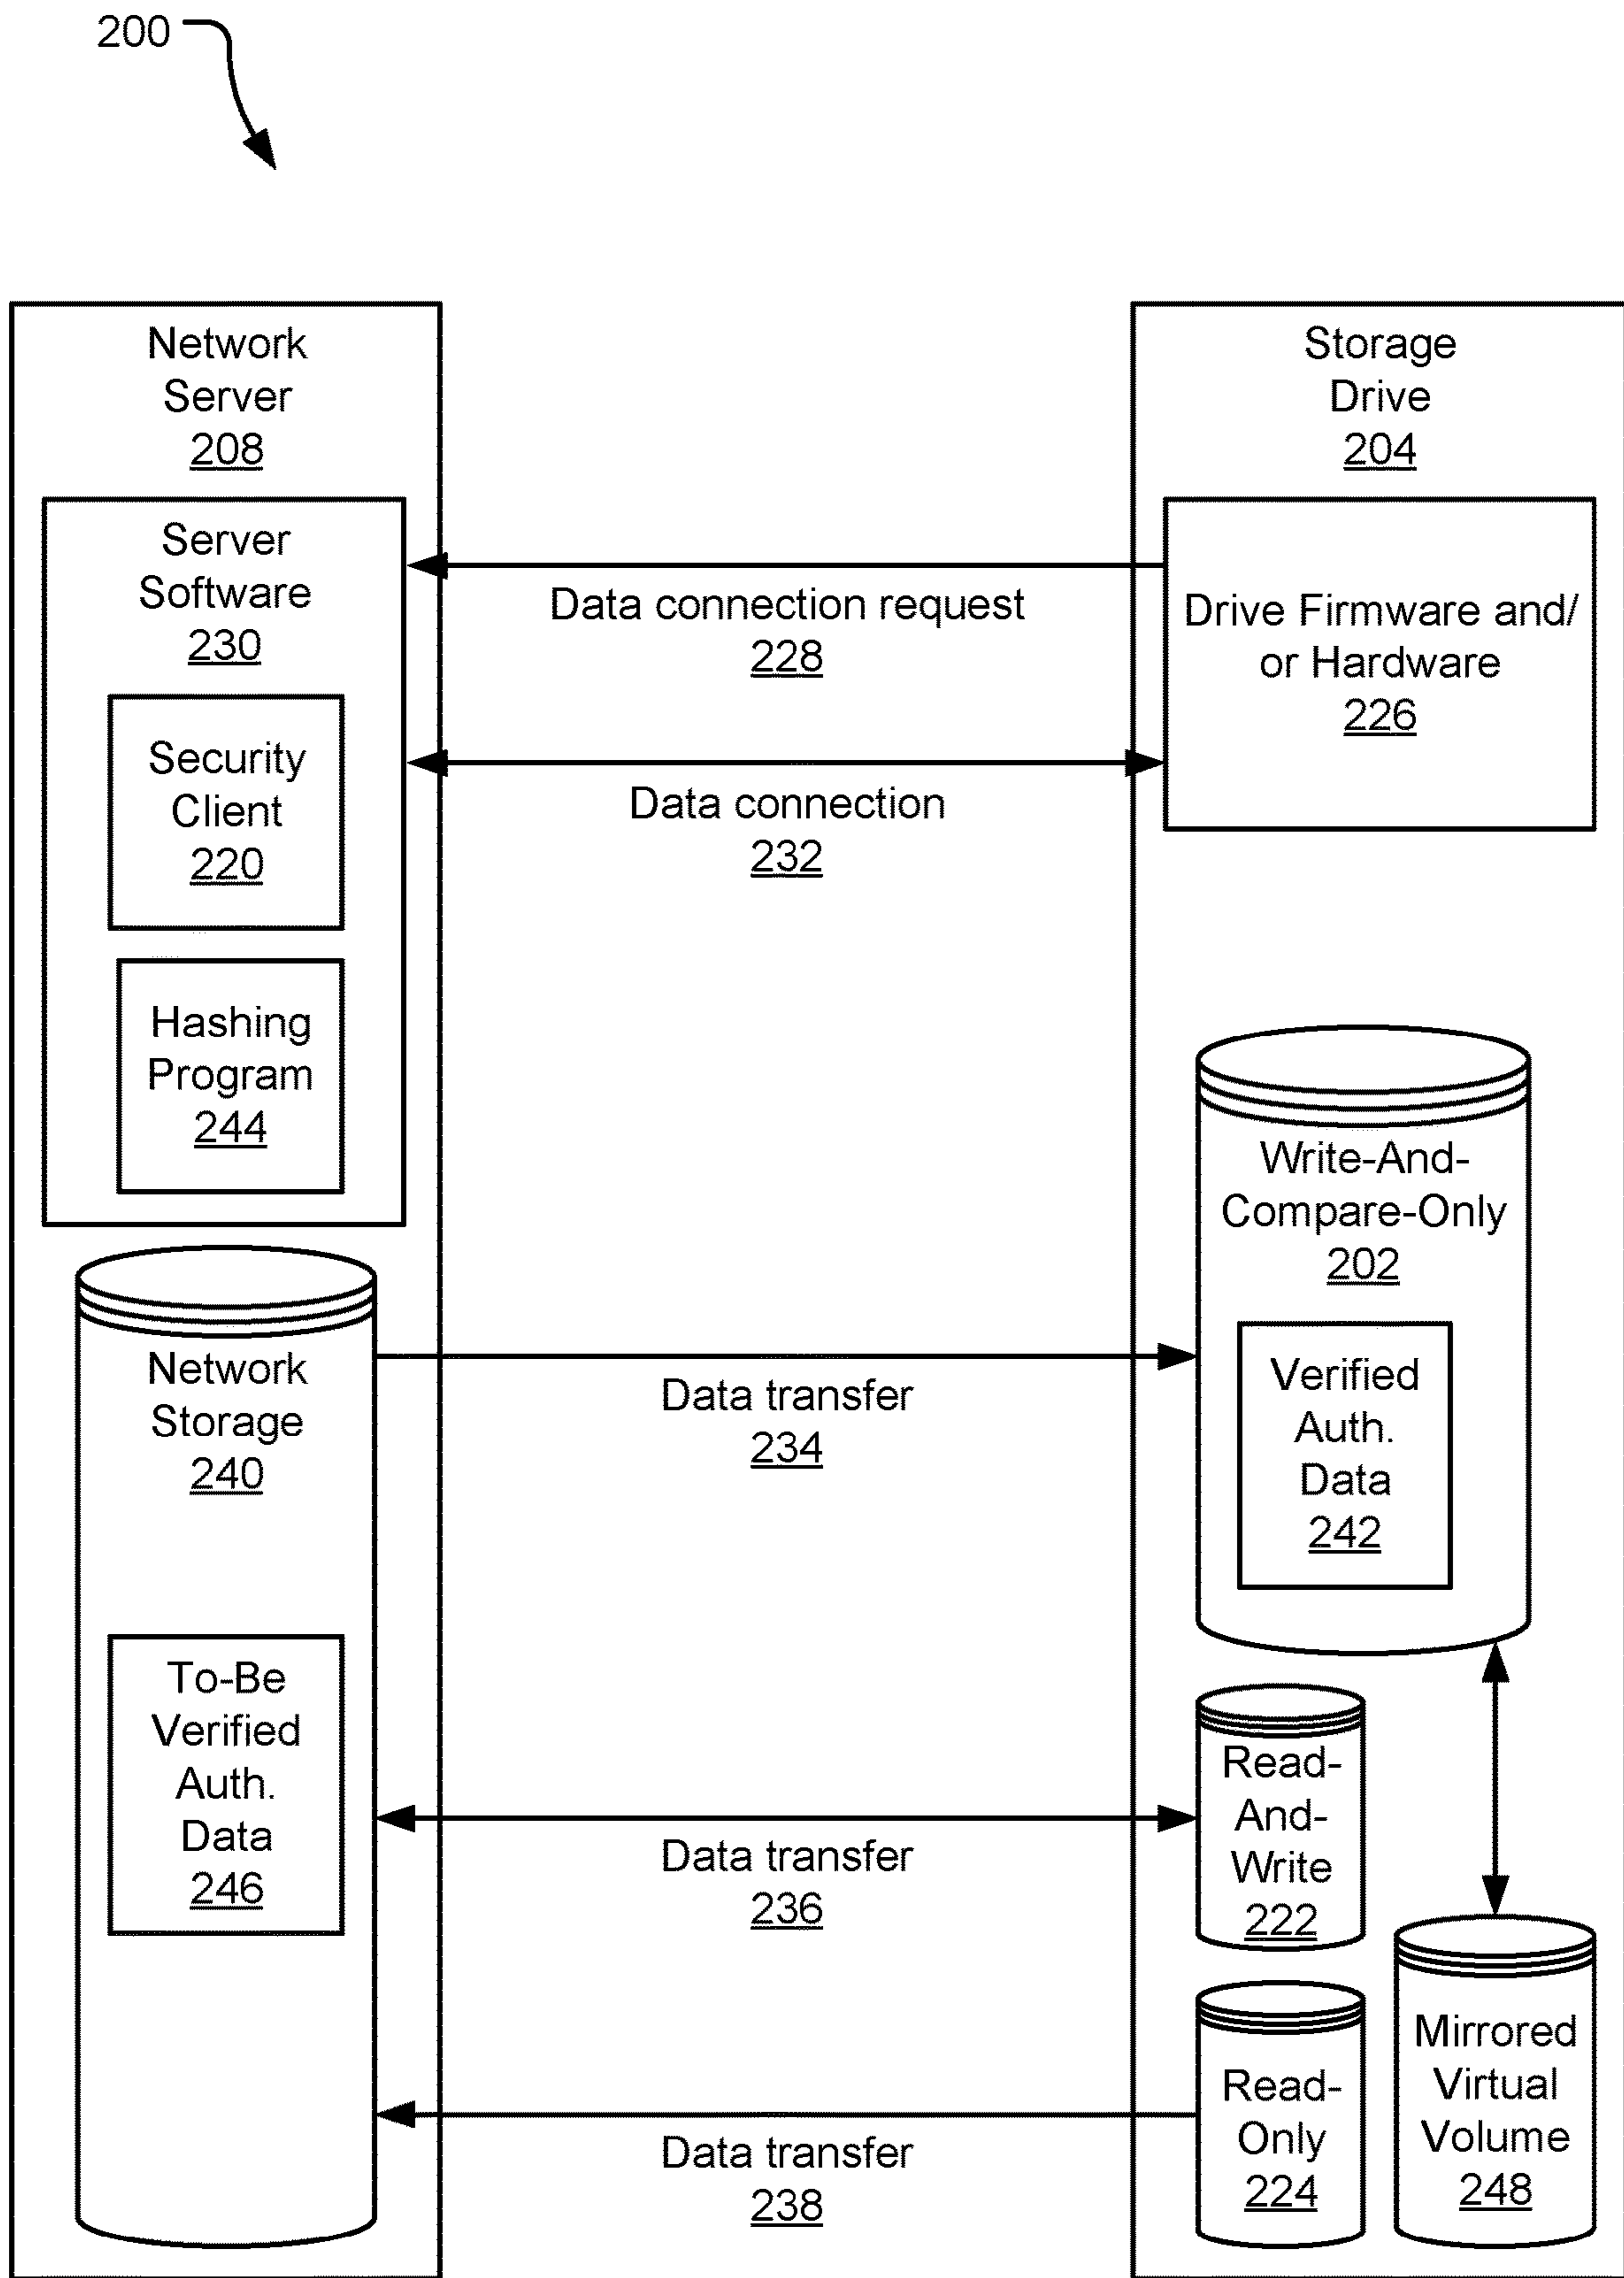 200
Network
Server
208
Server
Software
230
Security
Client
220
Hashing
Program
244
Network
Storage
240
To-Be
Verified
Auth.
Data
246
Data connection request
228
Data connection
232
Data transfer
234
Data transfer
236
Data transfer
238
Storage
Drive
204
Drive Firmware and/
or Hardware
226
Write-And-
Compare-Only
202
Verified
Auth.
Data
242
Read-
And-
Write
222
Read-
Only
224
Mirrored
Virtual
Volume
248